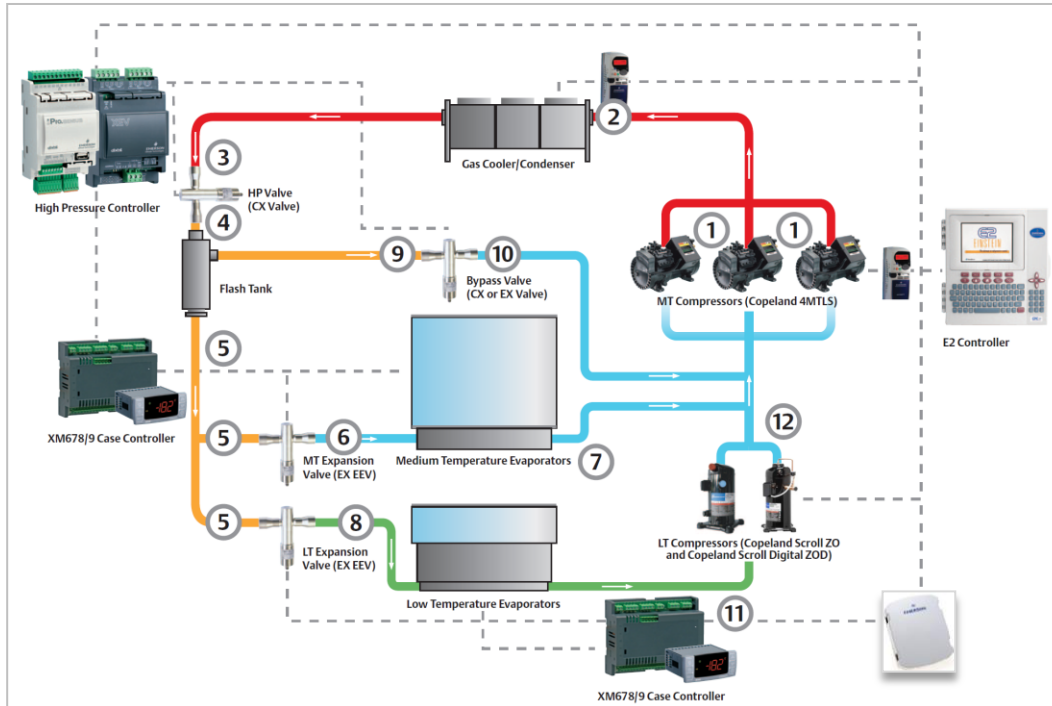 2
Gas Cooler/Condenser
3
HP Valve
(CX Valve)
High Pressure Controller
4
9
10
1
1
Flash Tank
Bypass Valve
(CX or EX Valve)
MT Compressors (Copeland 4MTLS)
E2
EINSTEIN
E2 Controller
5
XM678/9 Case Controller
5
6
MT Expansion
Valve (EX EEV)
Medium Temperature Evaporators
7
12
5
8
LT Expansion
Valve (EX EEV)
LT Compressors (Copeland Scroll ZO
and Copeland Scroll Digital ZOD)
Low Temperature Evaporators
11
XM678/9 Case Controller
EMERSON